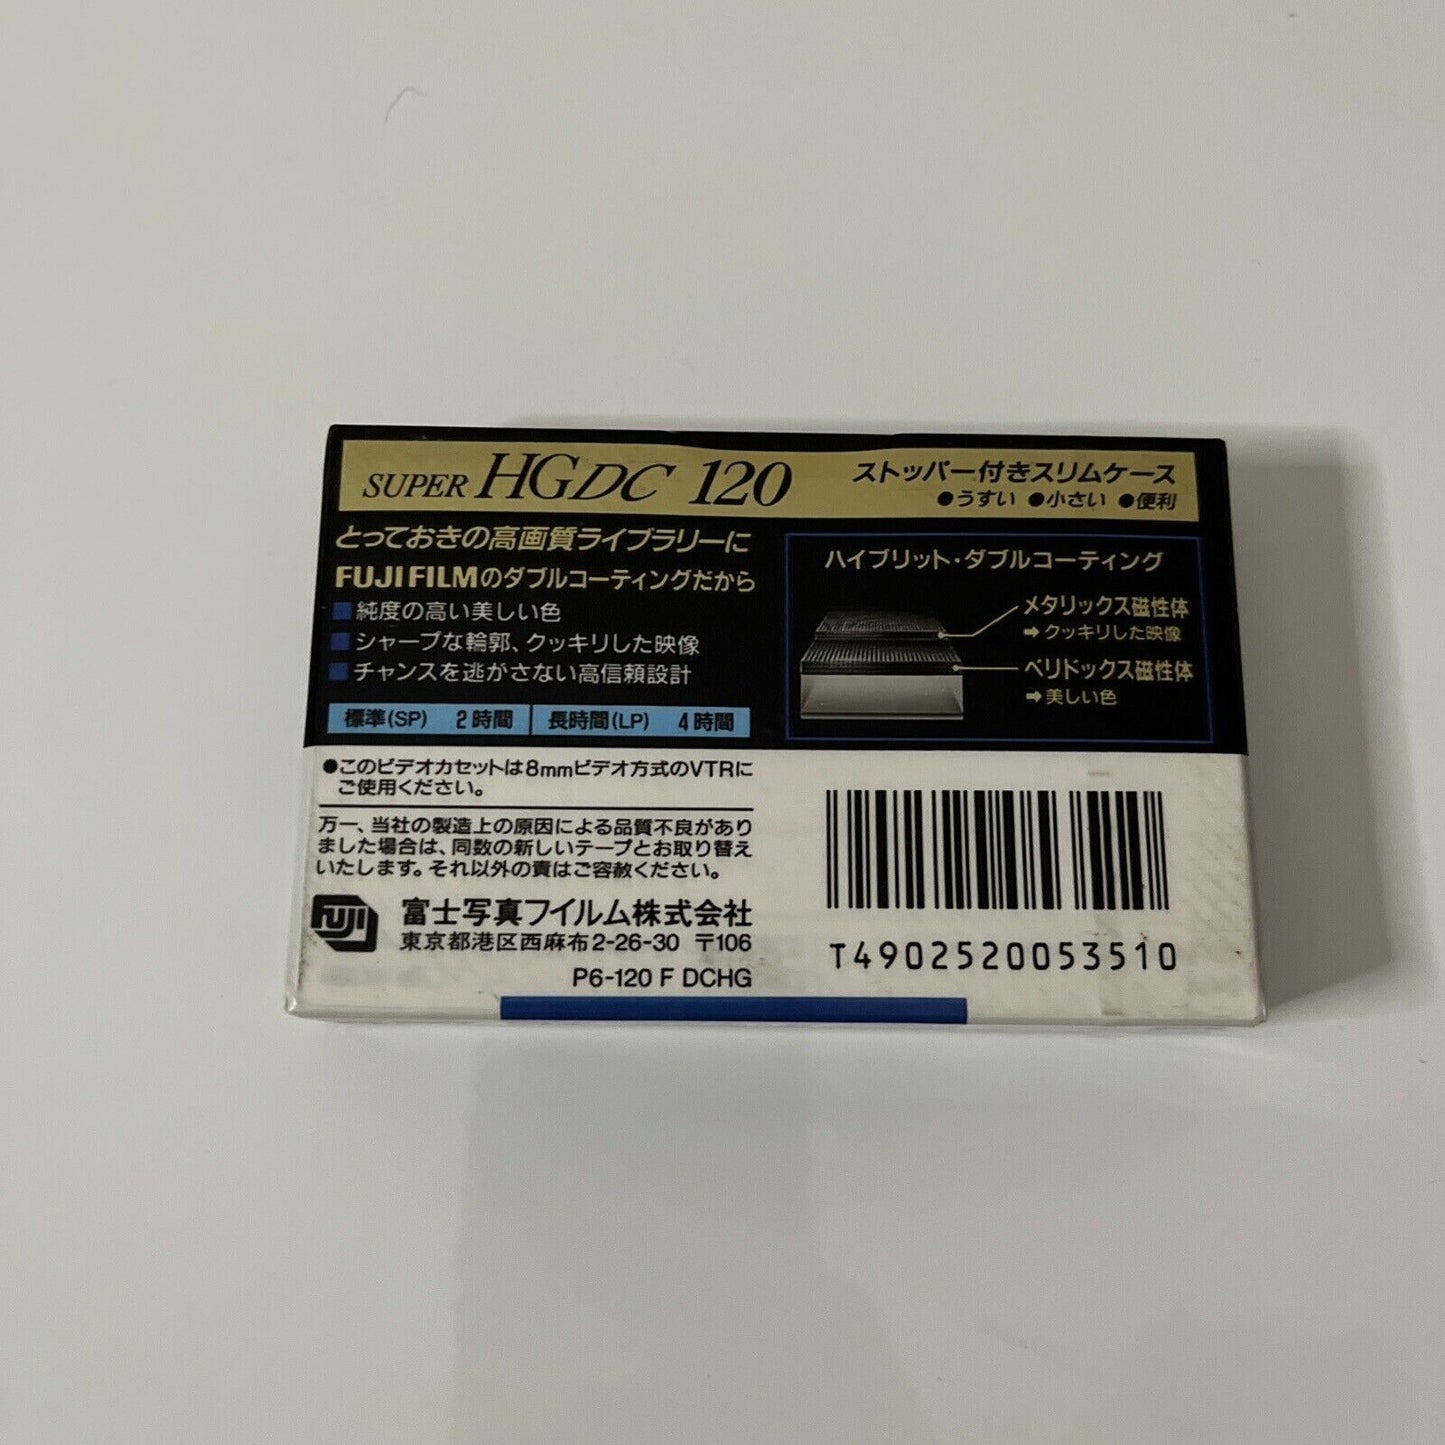 SUPER HG DC 120
ストッパー付きスリムケース
●うすい ●小さい ●便利
とっておきの高画質ライブラリーに
FUJIFILMのダブルコーティングだから
■純度の高い美しい色
■シャープな輪郭、クッキリした映像
■チャンスを逃がさない高信頼設計
標準(SP) 2時間 長時間(LP) 4時間
ハイブリット・ダブルコーティング
メタリックス磁性体
➡クッキリした映像
ベリドックス磁性体
➡美しい色
●このビデオカセットは8mmビデオ方式のVTRに
ご使用ください。
万一、当社の製造上の原因による品質不良があり
ました場合は、同数の新しいテープとお取り替え
いたします。それ以外の責はご容赦ください。
FUJI
富士写真フイルム株式会社
東京都港区西麻布2-26-30 〒106
P6-120 F DCHG
T4902520053510